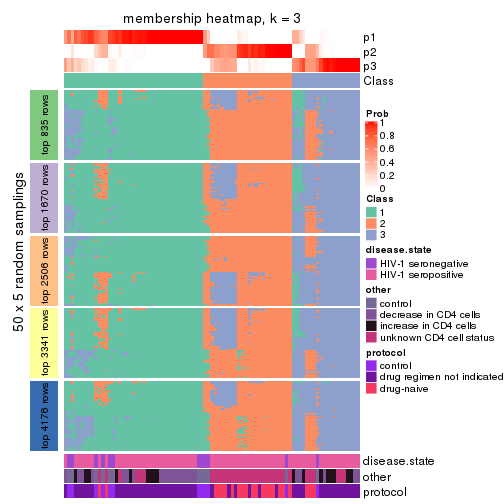 membership heatmap, k = 3
p1
p2
p3
Class
50 x 5 random samplings
top 835 rows
top 1670 rows
top 2506 rows
top 3341 rows
top 4176 rows
disease.state
other
protocol
Prob
1
0.8
0.6
0.4
0.2
0
Class
1
2
3
disease.state
HIV-1 seronegative
HIV-1 seropositive
other
control
decrease in CD4 cells
increase in CD4 cells
unknown CD4 cell status
protocol
control
drug regimen not indicated
drug-naive